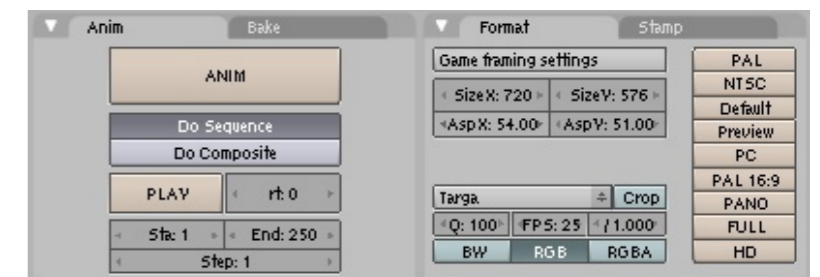 Anim Bake
ANIM
Do Sequence
Do Composite
PLAY rt: 0
Sta: 1 End: 250
Step: 1
Format Stamp
Game framing settings
SizeX: 720 SizeY: 576
AspX: 54.00 AspY: 51.00
Targa Crop
Q: 100 FPS: 25 /1.000
BW RGB RGBA
PAL
NTSC
Default
Preview
PC
PAL 16:9
PANO
FULL
HD